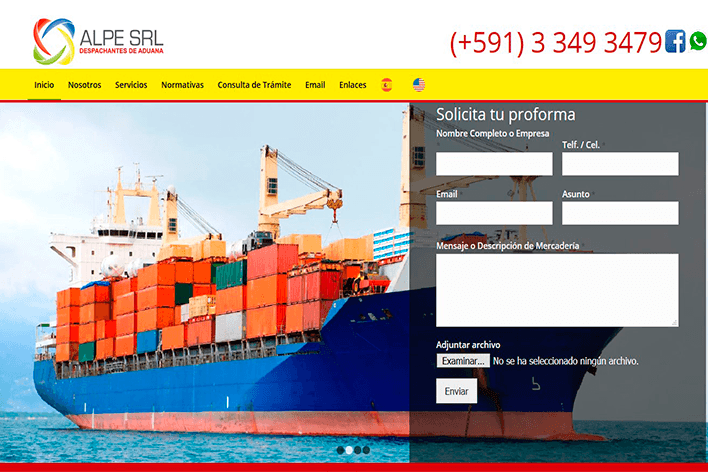 ALPE SRL
DESPACHANTES DE ADUANA
(+591) 3 349 3479
Inicio Nosotros Servicios Normativas Consulta de Trámite Email Enlaces
Solicita tu proforma
Nombre Completo o Empresa
Telf. / Cel.
Email Asunto
Mensaje o Descripción de Mercadería
Adjuntar archivo
Examinar... No se ha seleccionado ningún archivo.
Enviar